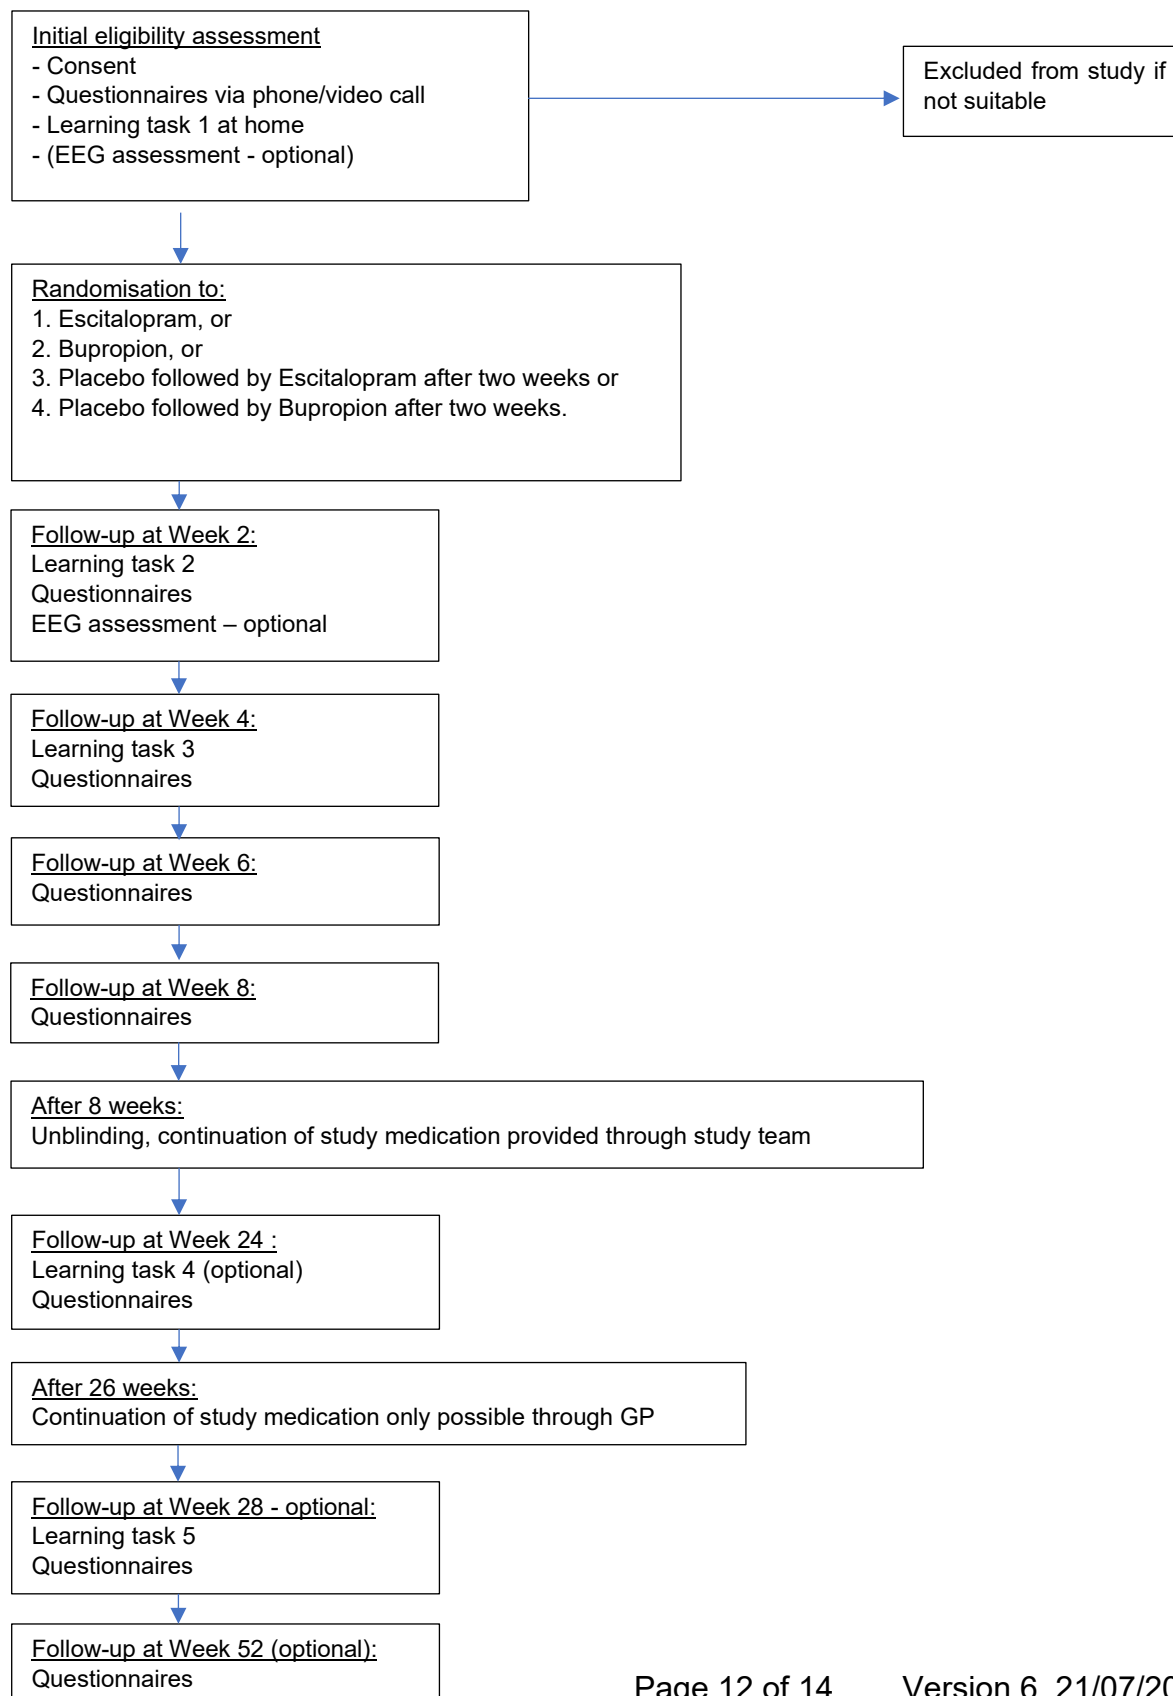 Initial eligibility assessment
- Consent
- Questionnaires via phone/video call
- Learning task 1 at home
- (EEG assessment - optional)
Excluded from study if
not suitable
Randomisation to:
1. Escitalopram, or
2. Bupropion, or
3. Placebo followed by Escitalopram after two weeks or
4. Placebo followed by Bupropion after two weeks.
Follow-up at Week 2:
Learning task 2
Questionnaires
EEG assessment – optional
Follow-up at Week 4:
Learning task 3
Questionnaires
Follow-up at Week 6:
Questionnaires
Follow-up at Week 8:
Questionnaires
After 8 weeks:
Unblinding, continuation of study medication provided through study team
Follow-up at Week 24 :
Learning task 4 (optional)
Questionnaires
After 26 weeks:
Continuation of study medication only possible through GP
Follow-up at Week 28 - optional:
Learning task 5
Questionnaires
Follow-up at Week 52 (optional):
Questionnaires
Page 12 of 14 Version 6 21/07/20